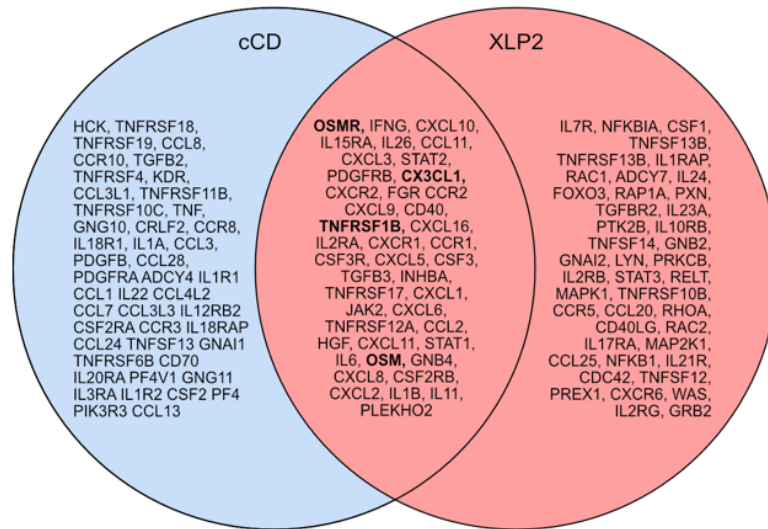 cCD
XLP2
HCK, TNFRSF18,
TNFRSF19, CCL8,
CCR10, TGFB2,
TNFRSF4, KDR,
CCL3L1, TNFRSF11B,
TNFRSF10C, TNF,
GNG10, CRLF2, CCR8,
IL18R1, IL1A, CCL3,
PDGFB, CCL28,
PDGFRA ADCY4 IL1R1
CCL1 IL22 CCL4L2
CCL7 CCL3L3 IL12RB2
CSF2RA CCR3 IL18RAP
CCL24 TNFSF13 GNAI1
TNFRSF6B CD70
IL20RA PF4V1 GNG11
IL3RA IL1R2 CSF2 PF4
PIK3R3 CCL13
OSMR, IFNG, CXCL10,
IL15RA, IL26, CCL11,
CXCL3, STAT2,
PDGFRB, CX3CL1,
CXCR2, FGR CCR2
CXCL9, CD40,
TNFRSF1B, CXCL16,
IL2RA, CXCR1, CCR1,
CSF3R, CXCL5, CSF3,
TGFB3, INHBA,
TNFRSF17, CXCL1,
JAK2, CXCL6,
TNFRSF12A, CCL2,
HGF, CXCL11, STAT1,
IL6, OSM, GNB4,
CXCL8, CSF2RB,
CXCL2, IL1B, IL11,
PLEKHO2
IL7R, NFKBIA, CSF1,
TNFSF13B,
TNFRSF13B, IL1RAP,
RAC1, ADCY7, IL24,
FOXO3, RAP1A, PXN,
TGFBR2, IL23A,
PTK2B, IL10RB,
TNFSF14, GNB2,
GNAI2, LYN, PRKCB,
IL2RB, STAT3, RELT,
MAPK1, TNFRSF10B,
CCR5, CCL20, RHOA,
CD40LG, RAC2,
IL17RA, MAP2K1,
CCL25, NFKB1, IL21R,
CDC42, TNFSF12,
PREX1, CXCR6, WAS,
IL2RG, GRB2